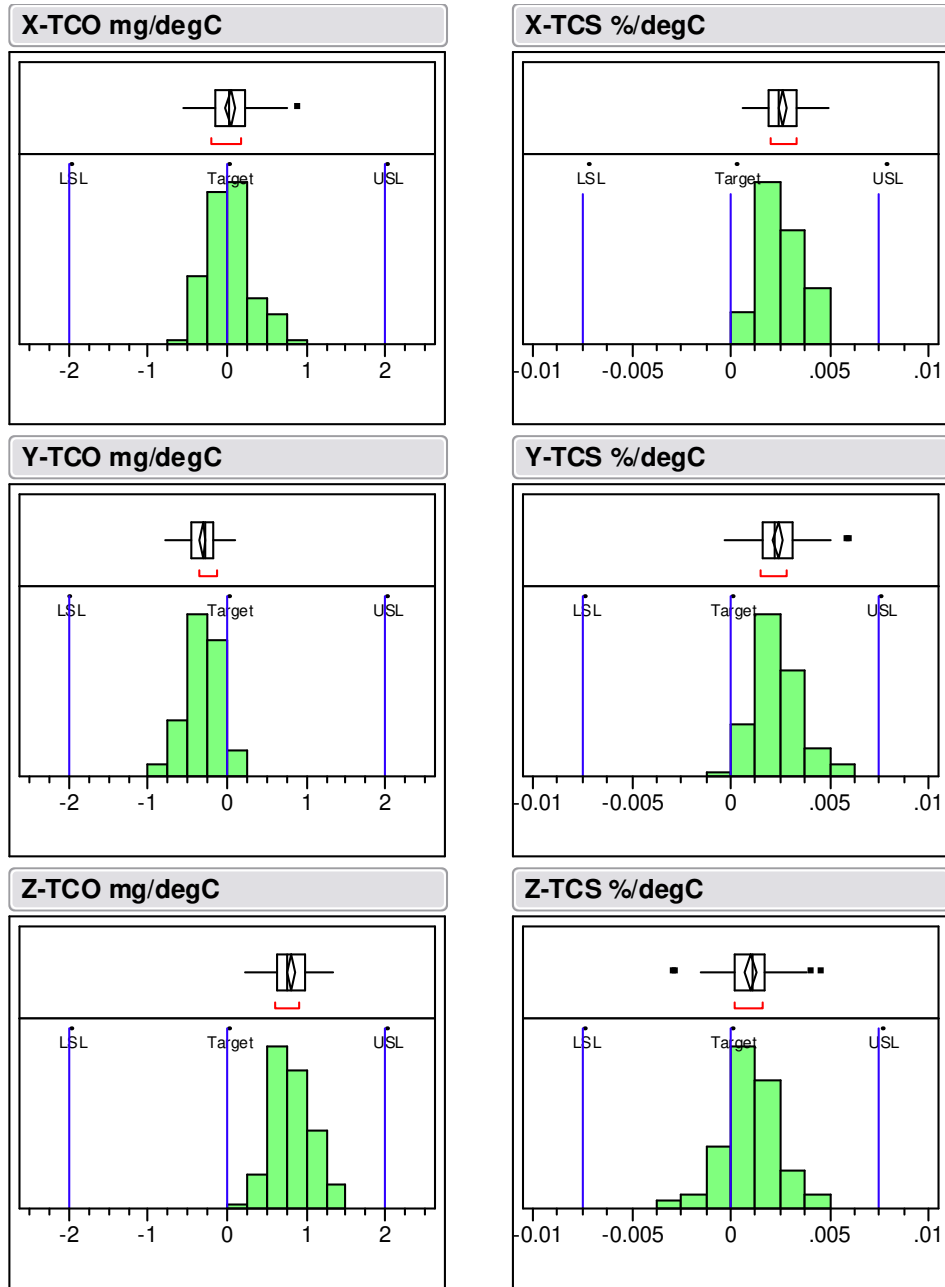 X-TCO mg/degC
LSL Target USL
-2 -1 0 1 2
X-TCS %/degC
LSL Target USL
-0.01 -0.005 0 .005 .01
Y-TCO mg/degC
LSL Target USL
-2 -1 0 1 2
Y-TCS %/degC
LSL Target USL
-0.01 -0.005 0 .005 .01
Z-TCO mg/degC
LSL Target USL
-2 -1 0 1 2
Z-TCS %/degC
LSL Target USL
-0.01 -0.005 0 .005 .01